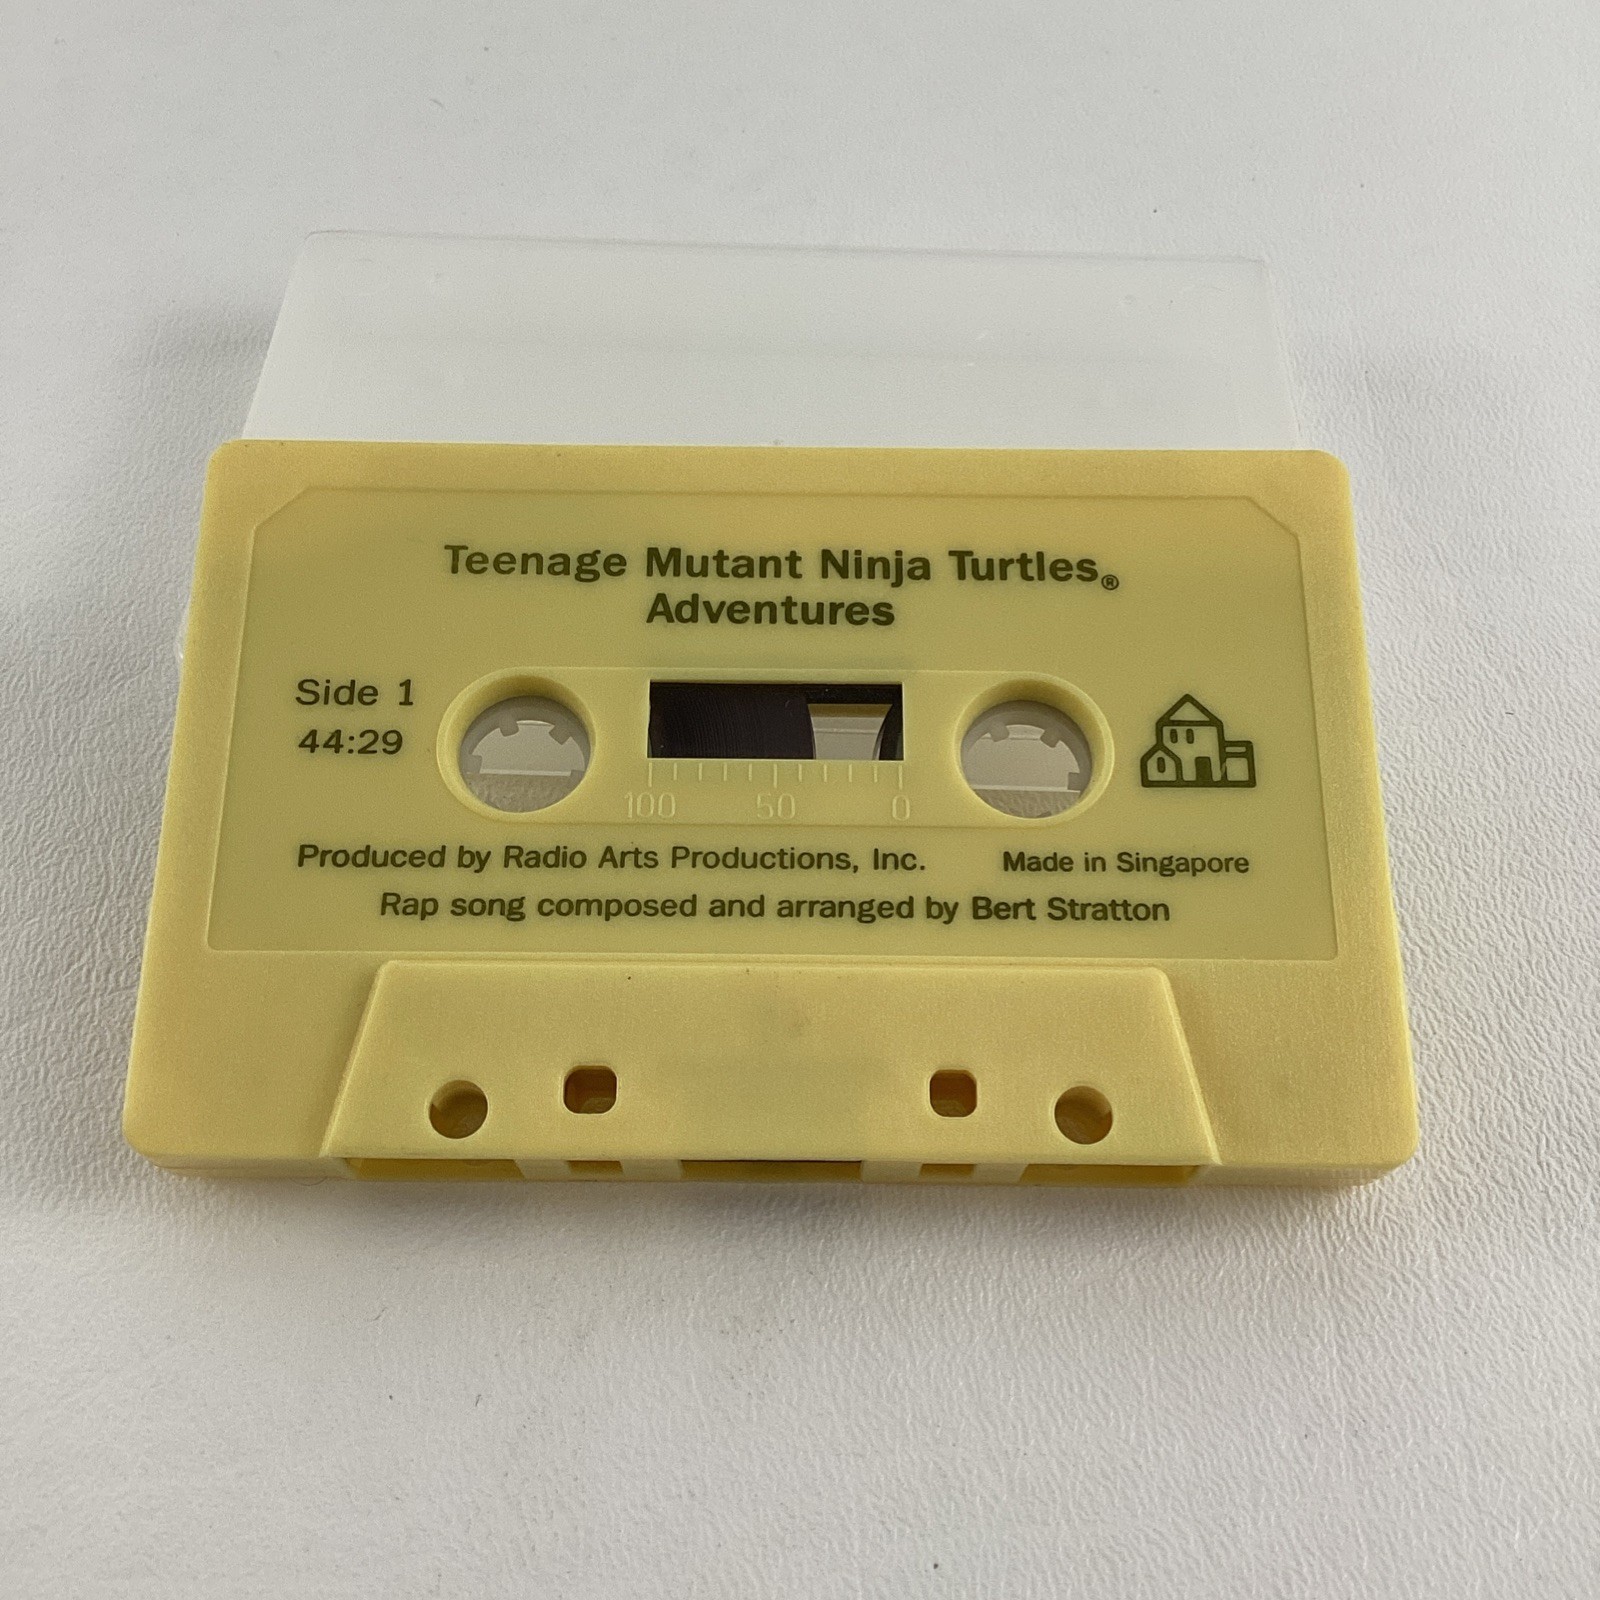 Teenage Mutant Ninja Turtles®
Adventures
Side 1
44:29
100 50 0
Produced by Radio Arts Productions, Inc. Made in Singapore
Rap song composed and arranged by Bert Stratton